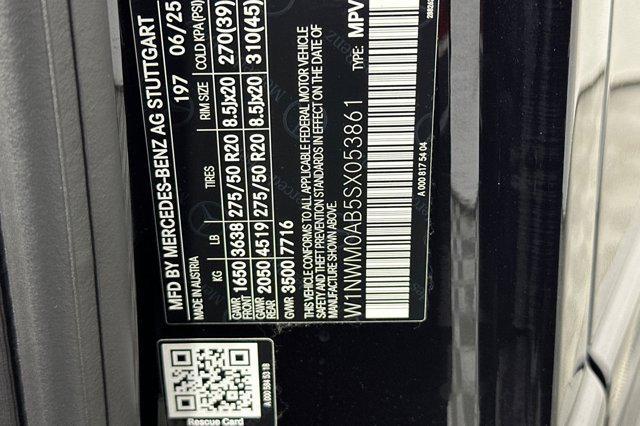 MFD BY MERCEDES-BENZ AG STUTTGART
MADE IN AUSTRIA 197 06/25
KG LB TIRES RIM SIZE COLD KPA(PSI)
GAWR FRONT 1650 3638 275/50 R20 8.5Jx20 270(39)
GAWR REAR 2050 4519 275/50 R20 8.5Jx20 310(45)
GVWR 3500 7716
THIS VEHICLE CONFORMS TO ALL APPLICABLE FEDERAL MOTOR VEHICLE
SAFETY AND THEFT PREVENTION STANDARDS IN EFFECT ON THE DATE OF
MANUFACTURE SHOWN ABOVE.
W1NWM0AB5SX053861 TYPE: MPV
A 000 817 54 04
A 000 584 53 18
Rescue Card